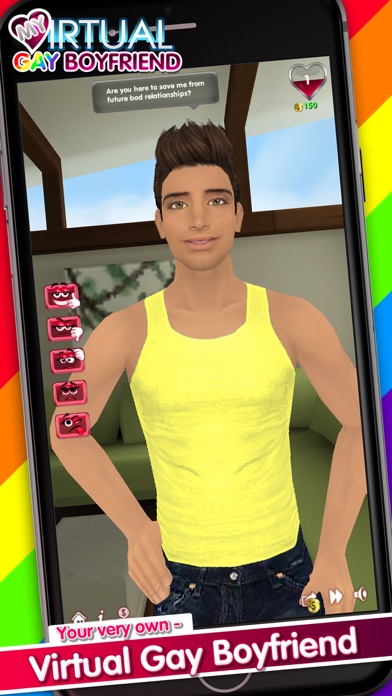 MY
VIRTUAL
GAY BOYFRIEND
Are you here to save me from
future bad relationships?
1
$150
i $
$
Your very own -
Virtual Gay Boyfriend